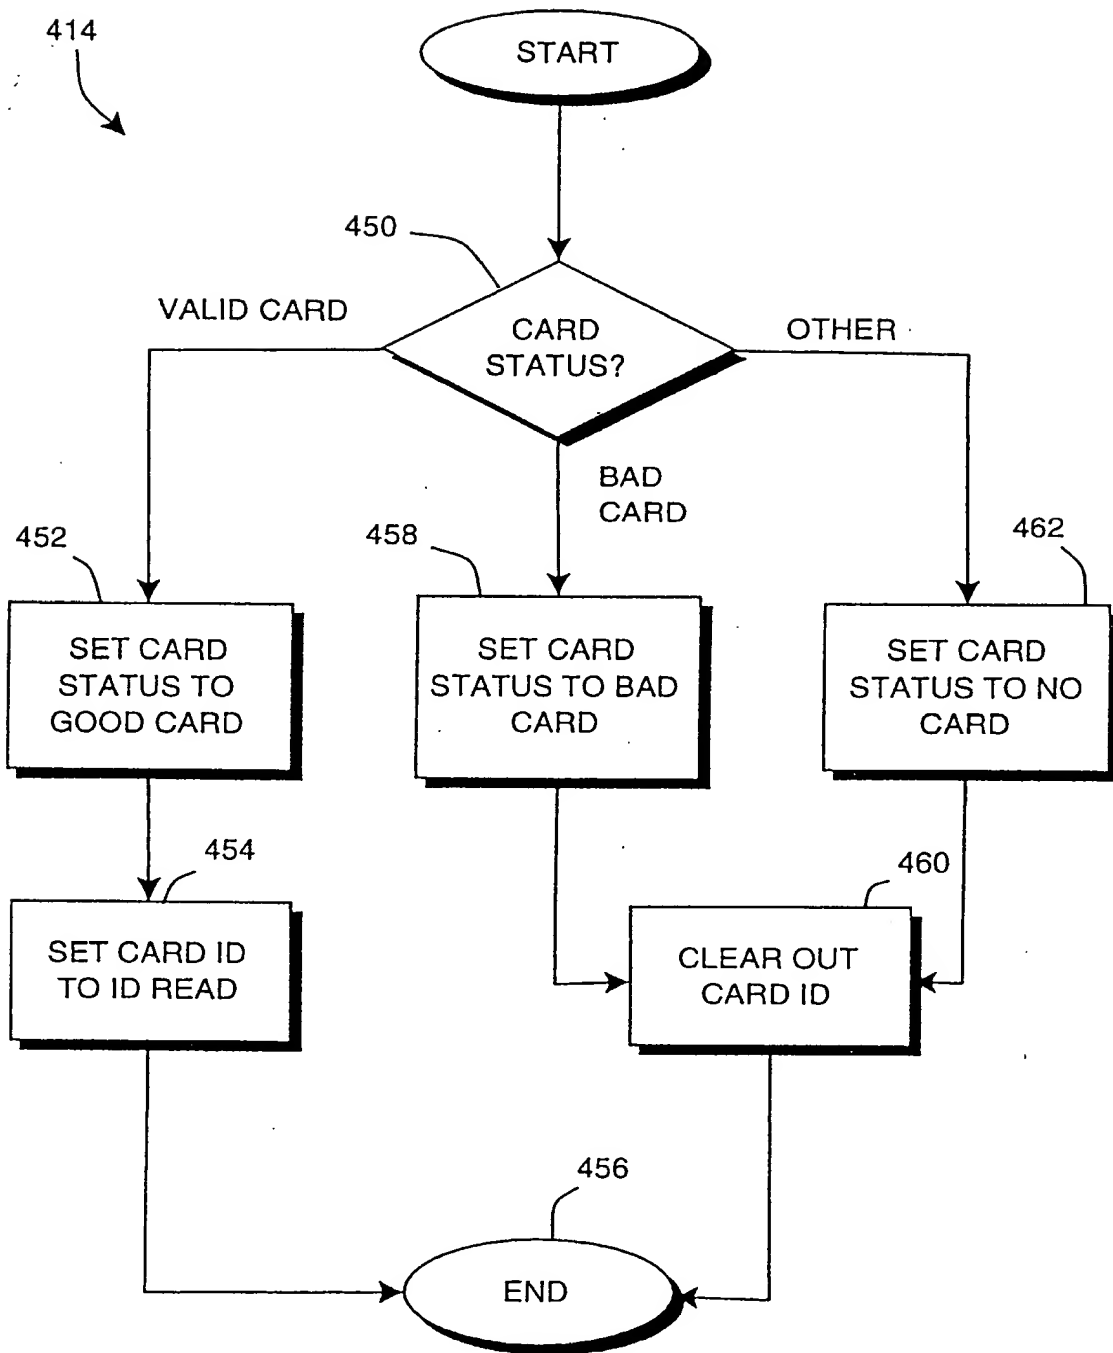 414
START
450
VALID CARD
CARD
STATUS?
OTHER
BAD
CARD
452
458
462
SET CARD
STATUS TO
GOOD CARD
SET CARD
STATUS TO BAD
CARD
SET CARD
STATUS TO NO
CARD
454
460
SET CARD ID
TO ID READ
CLEAR OUT
CARD ID
456
END